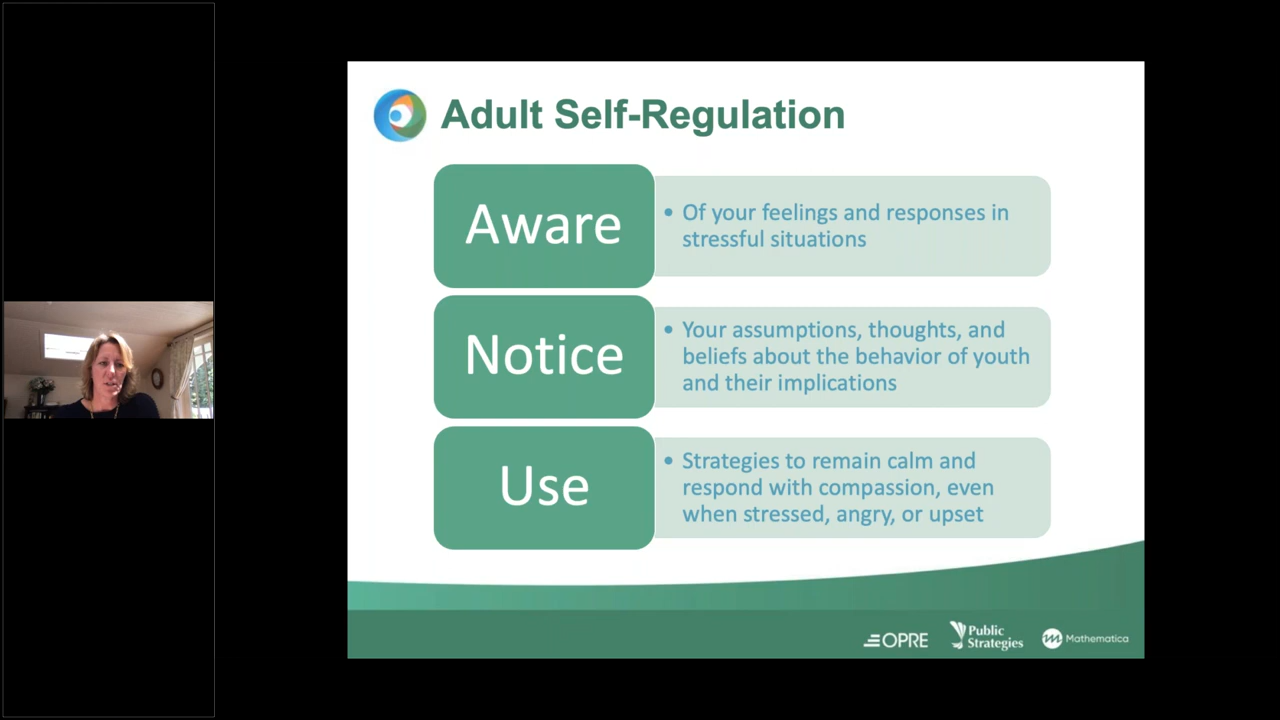 Adult Self-Regulation
Aware
• Of your feelings and responses in
stressful situations
Notice
• Your assumptions, thoughts, and
beliefs about the behavior of youth
and their implications
Use
• Strategies to remain calm and
respond with compassion, even
when stressed, angry, or upset
OPRE
Public
Strategies
Mathematica